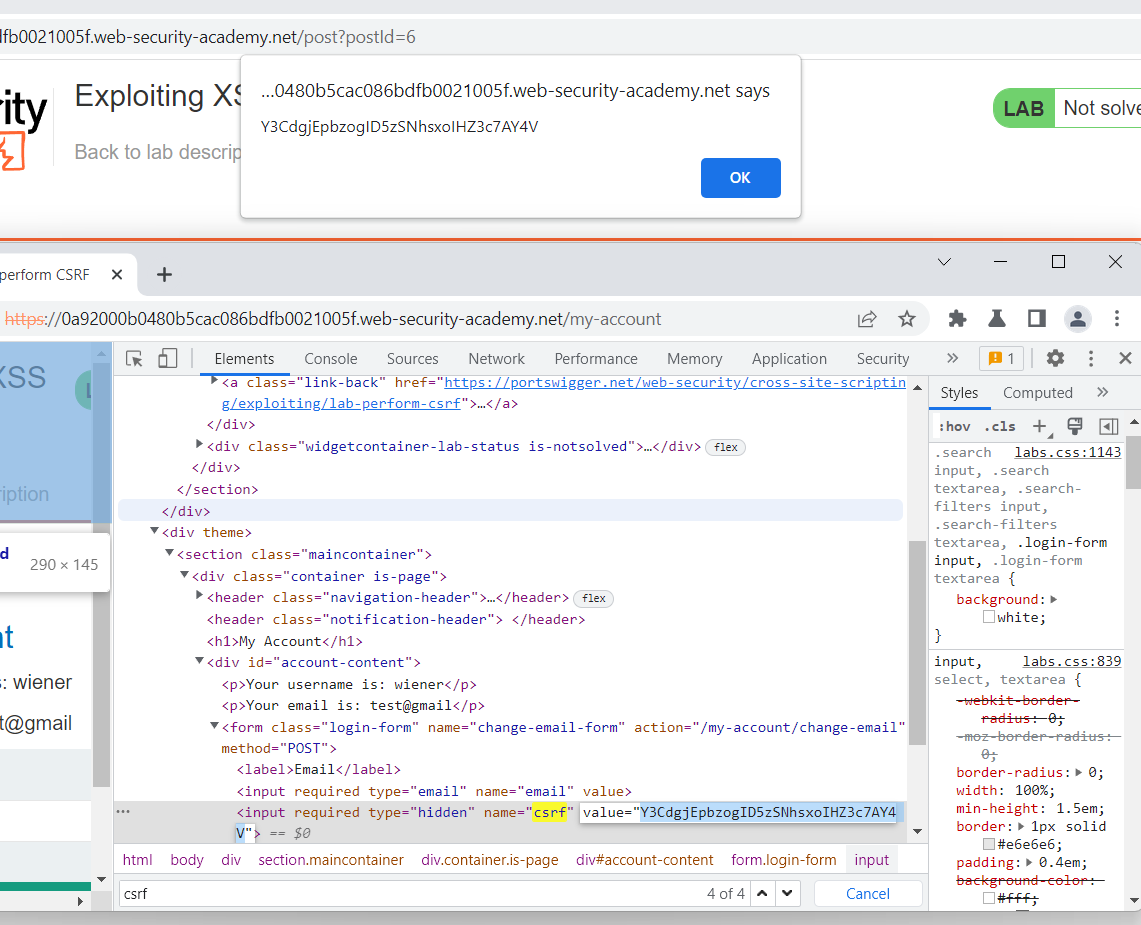 dfb0021005f.web-security-academy.net/post?postId=6
...0480b5cac086bdfb0021005f.web-security-academy.net says
Y3CdgjEpbzogID5zSNhsxoIHZ3c7AY4V
OK
rity
Exploiting XS
Back to lab descrip
LAB
Not solve
perform CSRF
https://0a92000b0480b5cac086bdfb0021005f.web-security-academy.net/my-account
XSS
L
ription
d
290 × 145
nt
s: wiener
t@gmail
Elements Console Sources Network Performance Memory Application Security » 1
<a class="link-back" href="https://portswigger.net/web-security/cross-site-scriptin
g/exploiting/lab-perform-csrf">…</a>
</div>
<div class="widgetcontainer-lab-status is-notsolved">…</div> flex
</div>
</section>
</div>
<div theme>
<section class="maincontainer">
<div class="container is-page">
<header class="navigation-header">…</header> flex
<header class="notification-header"> </header>
<h1>My Account</h1>
<div id="account-content">
<p>Your username is: wiener</p>
<p>Your email is: test@gmail</p>
<form class="login-form" name="change-email-form" action="/my-account/change-email"
method="POST">
<label>Email</label>
<input required type="email" name="email" value>
<input required type="hidden" name="csrf" value="Y3CdgjEpbzogID5zSNhsxoIHZ3c7AY4
V"> == $0
html body div section.maincontainer div.container.is-page div#account-content form.login-form input
csrf
4 of 4
Cancel
Styles Computed »
:hov .cls +
.search labs.css:1143
input, .search
textarea, .search-
filters input,
.search-filters
textarea, .login-form
input, .login-form
textarea {
background:
white;
}
input, labs.css:839
select, textarea {
-webkit-border-
radius: 0;
-moz-border-radius:
0;
border-radius: 0;
width: 100%;
min-height: 1.5em;
border: 1px solid
#e6e6e6;
padding: 0.4em;
background-color:
#fff;